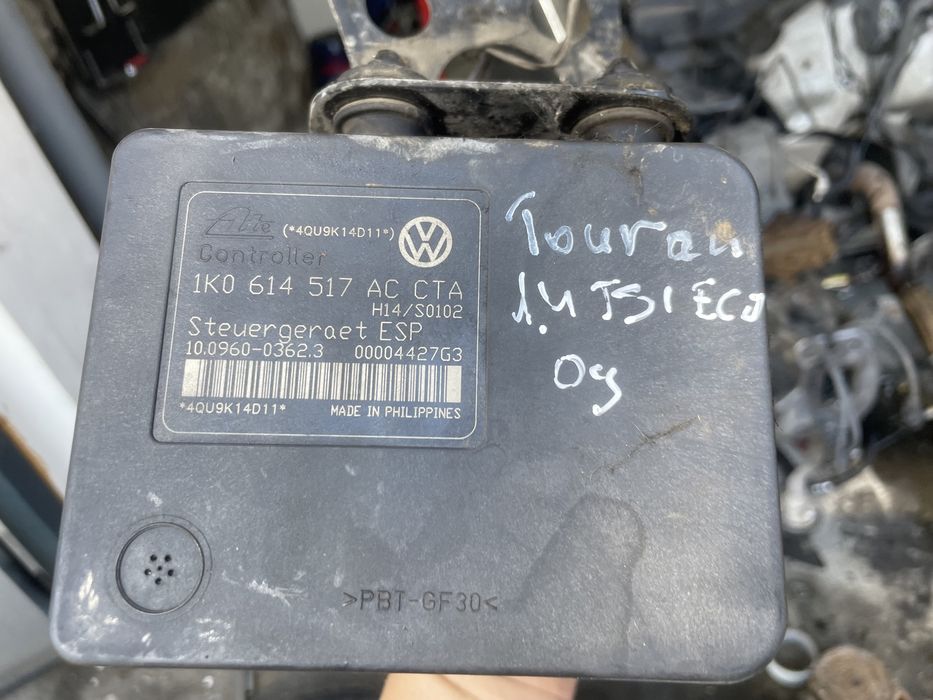 Ate (*4QU9K14D11*)
Controller
1K0 614 517 AC CTA
H14/S0102
Steuergeraet ESP
10.0960-0362.3 00004427G3
*4QU9K14D11* MADE IN PHILIPPINES
Touran
1.4 TSI ECO
09
>PBT-GF30<